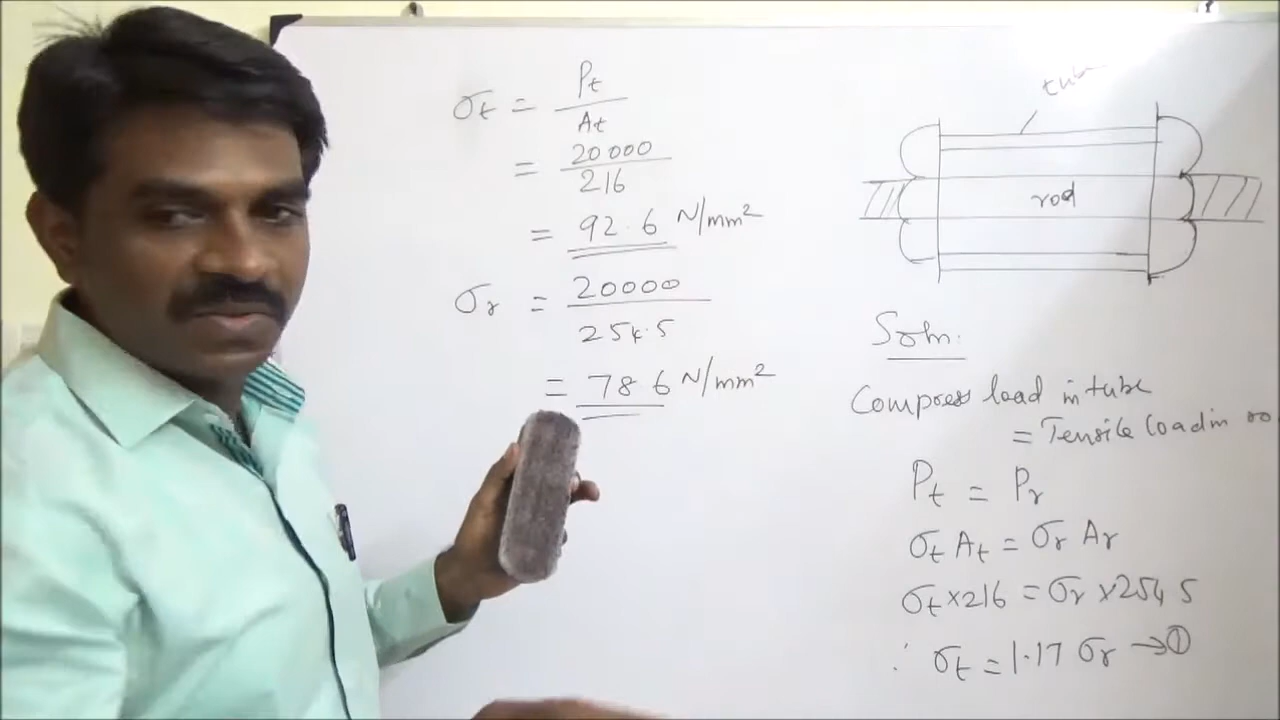 σt = Pt / At
= 20000 / 216
= 92.6 N/mm²
σr = 20000 / 254.5
= 78.6 N/mm²
tube
rod
Soln.
Compress load in tube
= Tensile load in ro
Pt = Pr
σt At = σr Ar
σt × 216 = σr × 254.5
∴ σt = 1.17 σr → ①